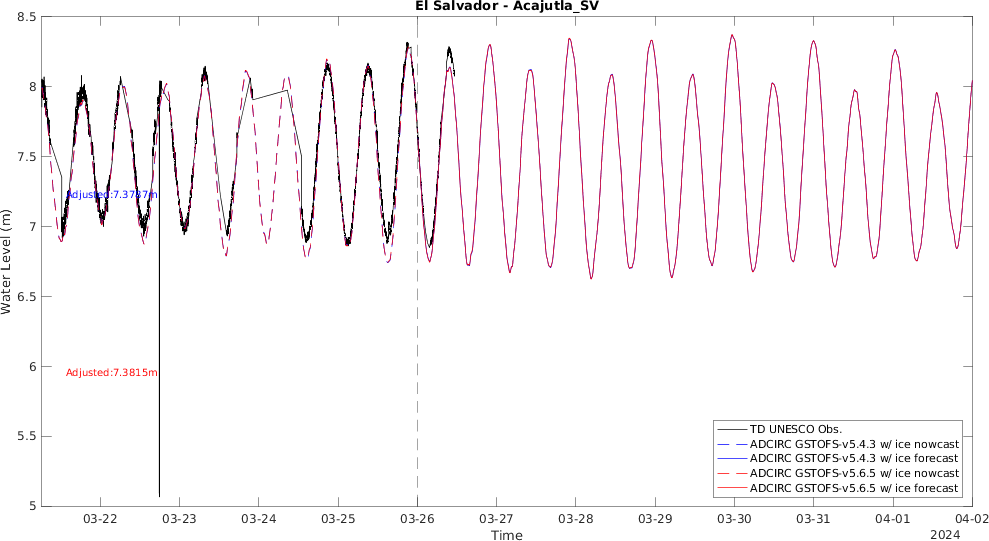 El Salvador - Acajutla_SV
8.5
8
7.5
7
6.5
6
5.5
5
Water Level (m)
Adjusted:7.3787m
Adjusted:7.3815m
TD UNESCO Obs.
ADCIRC GSTOFS-v5.4.3 w/ ice nowcast
ADCIRC GSTOFS-v5.4.3 w/ ice forecast
ADCIRC GSTOFS-v5.6.5 w/ ice nowcast
ADCIRC GSTOFS-v5.6.5 w/ ice forecast
03-22 03-23 03-24 03-25 03-26 03-27 03-28 03-29 03-30 03-31 04-01 04-02
Time
2024